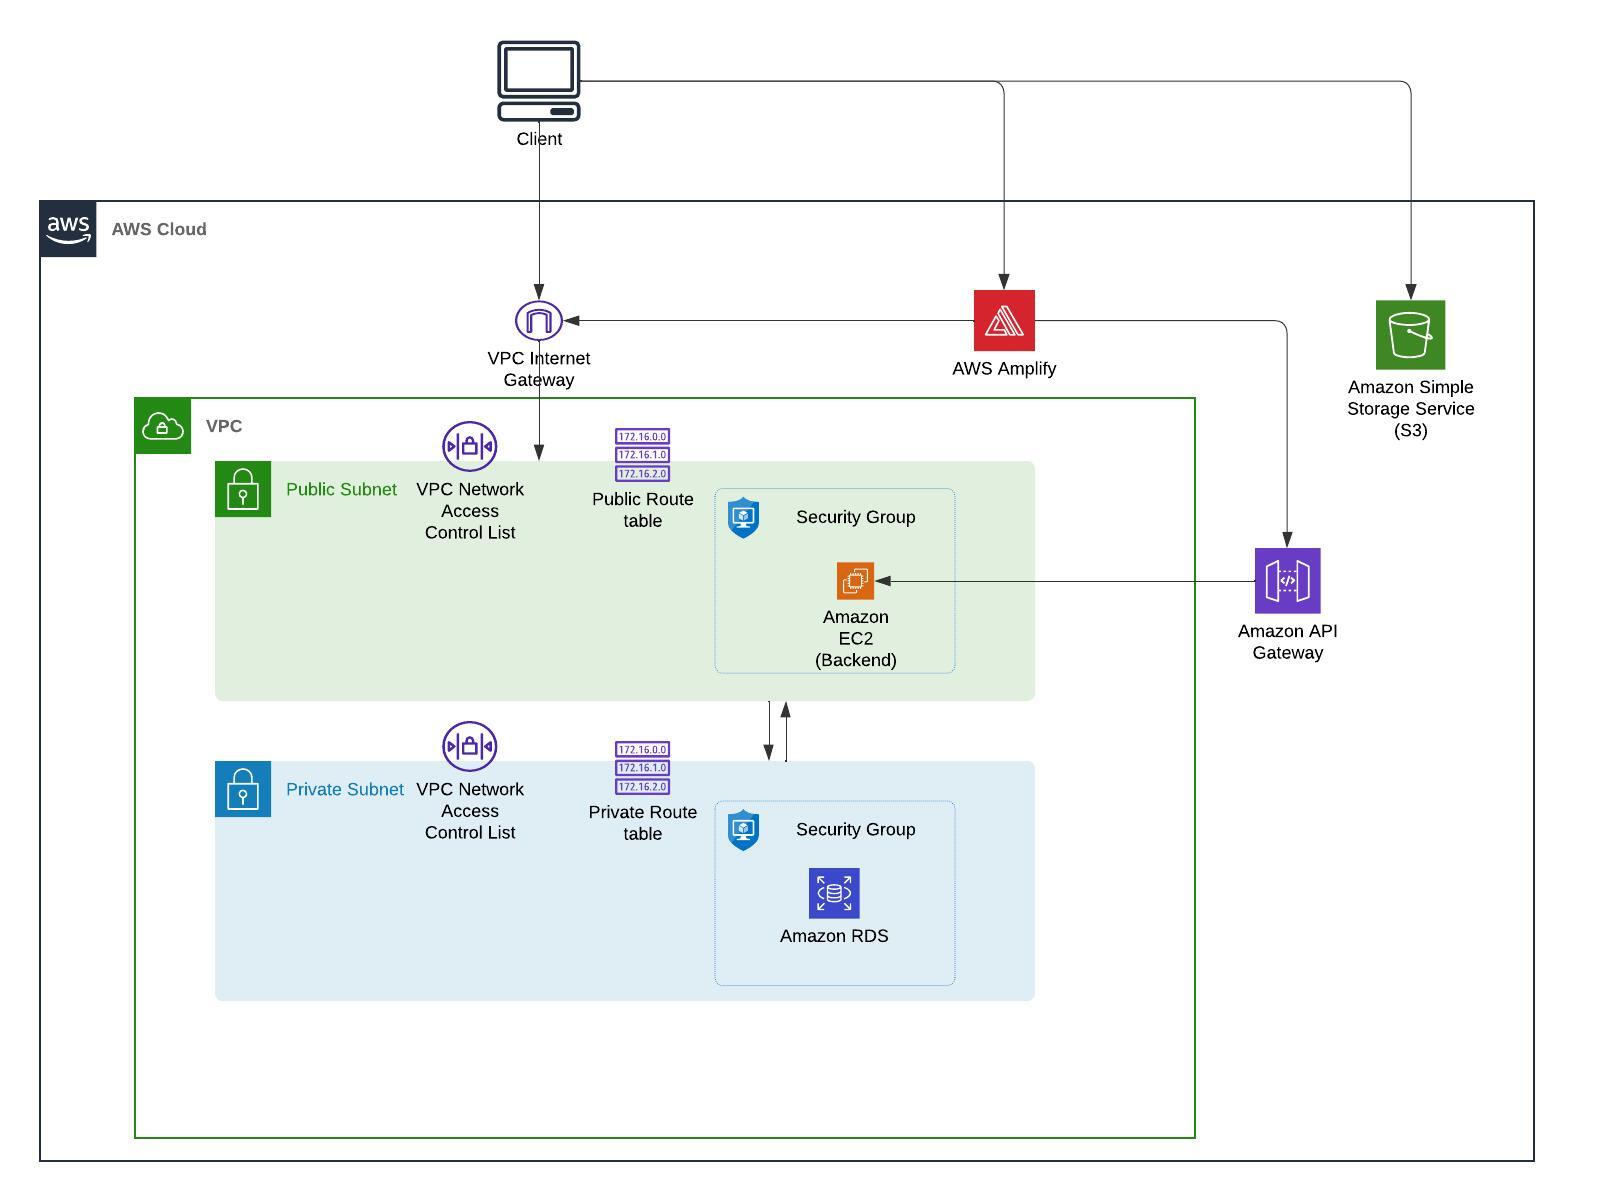 Client
aws
AWS Cloud
VPC Internet
Gateway
AWS Amplify
Amazon Simple
Storage Service
(S3)
VPC
Public Subnet
VPC Network
Access
Control List
172.16.0.0
172.16.1.0
172.16.2.0
Public Route
table
Security Group
Amazon
EC2
(Backend)
Amazon API
Gateway
Private Subnet
VPC Network
Access
Control List
172.16.0.0
172.16.1.0
172.16.2.0
Private Route
table
Security Group
Amazon RDS